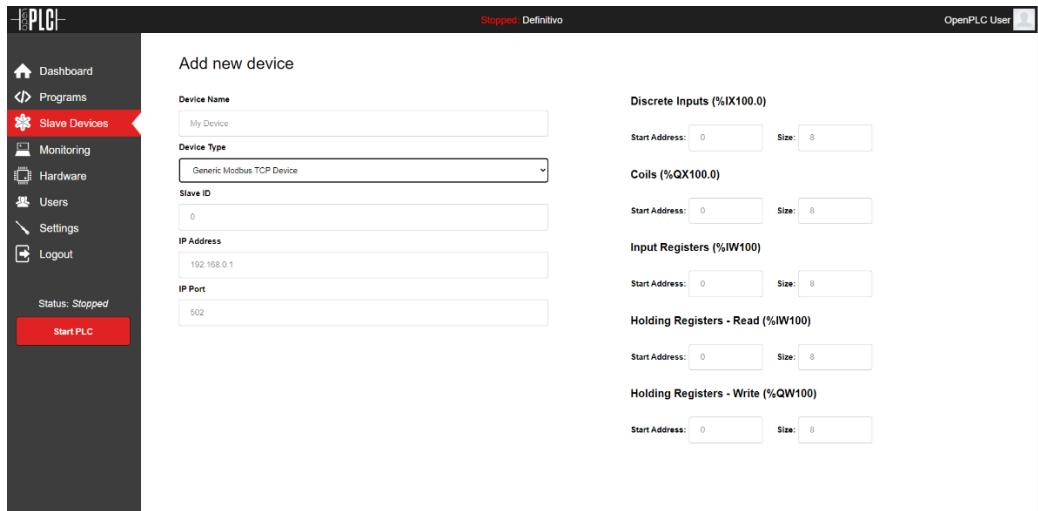 OPEN PLC
Stopped: Definitivo
OpenPLC User
Dashboard
Programs
Slave Devices
Monitoring
Hardware
Users
Settings
Logout
Status: Stopped
Start PLC
Add new device
Device Name
My Device
Device Type
Generic Modbus TCP Device
Slave ID
0
IP Address
192.168.0.1
IP Port
502
Discrete Inputs (%IX100.0)
Start Address: 0 Size: 8
Coils (%QX100.0)
Start Address: 0 Size: 8
Input Registers (%IW100)
Start Address: 0 Size: 8
Holding Registers - Read (%IW100)
Start Address: 0 Size: 8
Holding Registers - Write (%QW100)
Start Address: 0 Size: 8